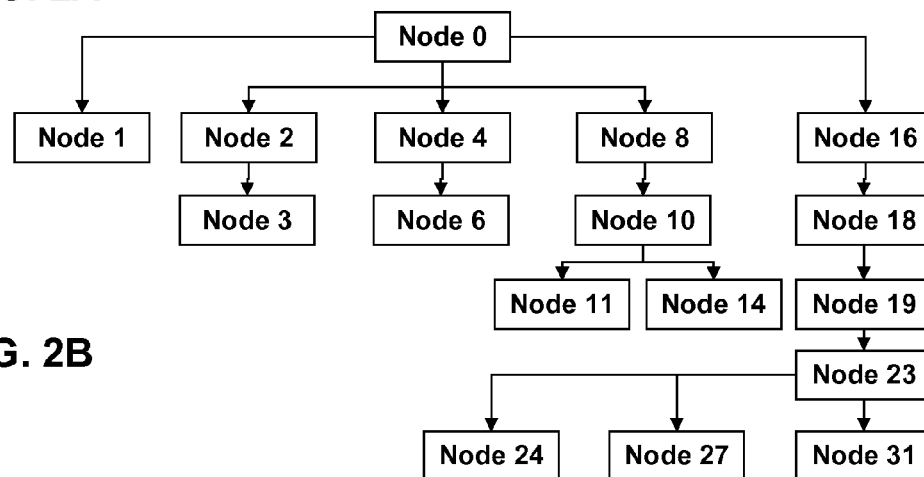 Node 0
Node 1 Node 2 Node 4 Node 8 Node 16
Node 3 Node 6 Node 10 Node 18
Node 11 Node 14 Node 19
G. 2B
Node 23
Node 24 Node 27 Node 31